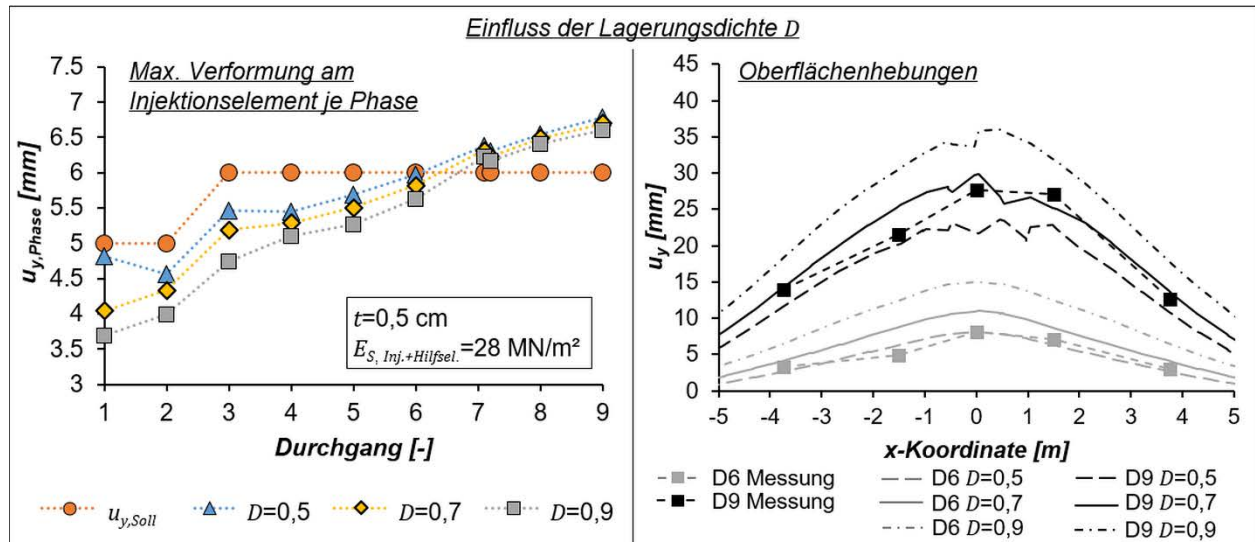 Einfluss der Lagerungsdichte D
Max. Verformung am
Injektionselement je Phase
u_y,Phase [mm]
7.5
7
6.5
6
5.5
5
4.5
4
3.5
3
t=0,5 cm
E_S, Inj.+Hilfsel.=28 MN/m²
1 2 3 4 5 6 7 8 9
Durchgang [-]
u_y,Soll D=0,5 D=0,7 D=0,9
Oberflächenhebungen
u_y [mm]
45
40
35
30
25
20
15
10
5
0
-5 -4 -3 -2 -1 0 1 2 3 4 5
x-Koordinate [m]
D6 Messung D6 D=0,5 D9 D=0,5
D9 Messung D6 D=0,7 D9 D=0,7
D6 D=0,9 D9 D=0,9